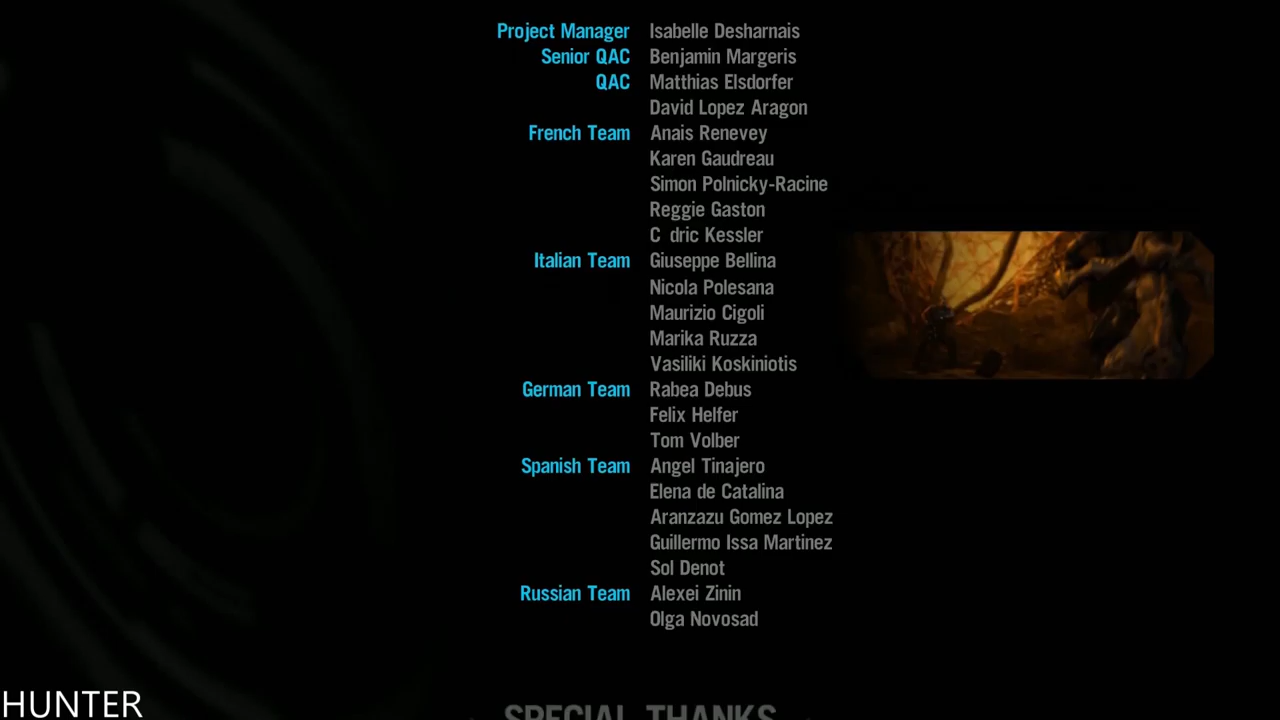 Project Manager Isabelle Desharnais
Senior QAC Benjamin Margeris
QAC Matthias Elsdorfer
David Lopez Aragon
French Team Anais Renevey
Karen Gaudreau
Simon Polnicky-Racine
Reggie Gaston
C dric Kessler
Italian Team Giuseppe Bellina
Nicola Polesana
Maurizio Cigoli
Marika Ruzza
Vasiliki Koskiniotis
German Team Rabea Debus
Felix Helfer
Tom Volber
Spanish Team Angel Tinajero
Elena de Catalina
Aranzazu Gomez Lopez
Guillermo Issa Martinez
Sol Denot
Russian Team Alexei Zinin
Olga Novosad
HUNTER
SPECIAL THANKS